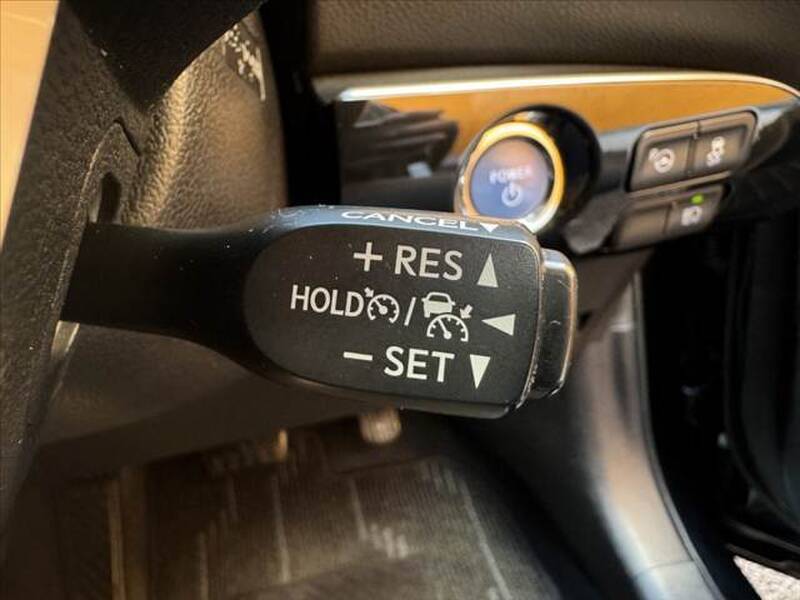 POWER
CANCEL▼
+ RES ▲
HOLD / ◀
− SET ▼